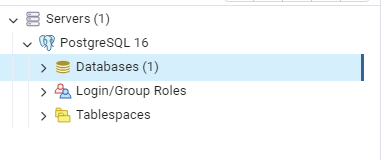 Servers (1)
PostgreSQL 16
Databases (1)
Login/Group Roles
Tablespaces